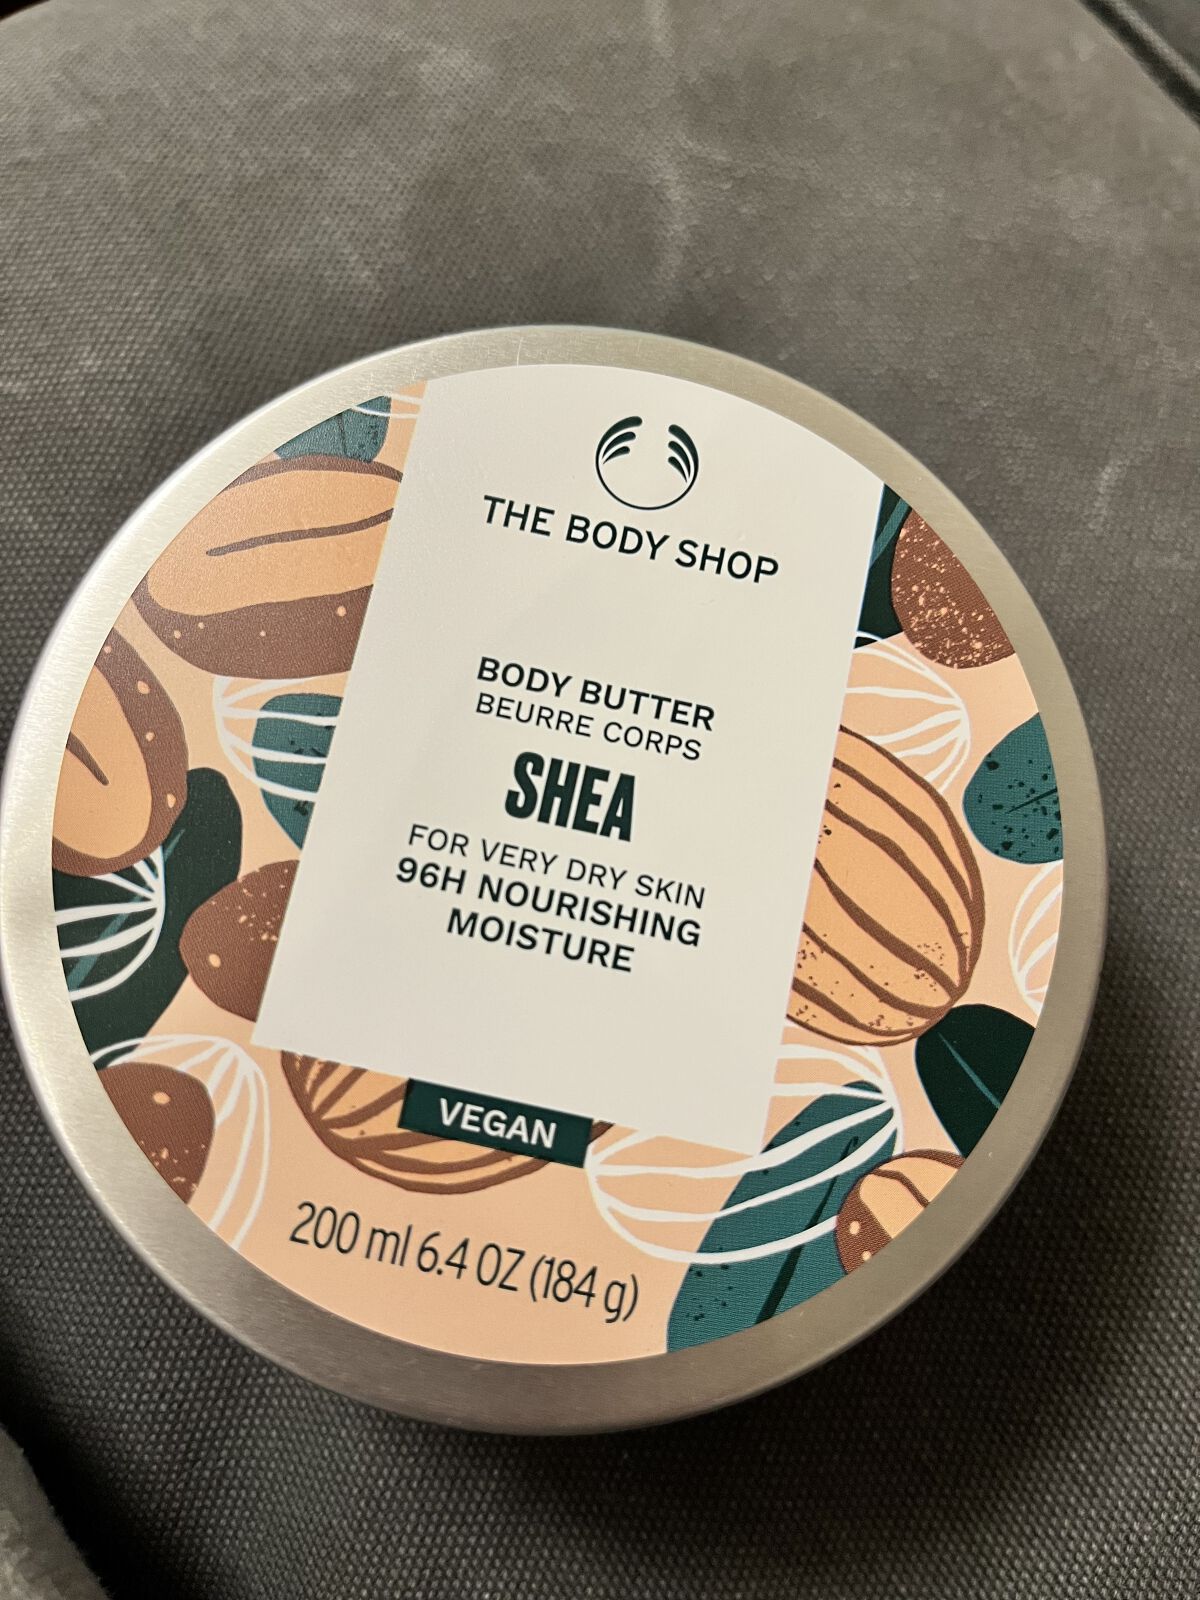 THE BODY SHOP
BODY BUTTER
BEURRE CORPS
SHEA
FOR VERY DRY SKIN
96H NOURISHING
MOISTURE
VEGAN
200 ml 6.4 OZ (184 g)